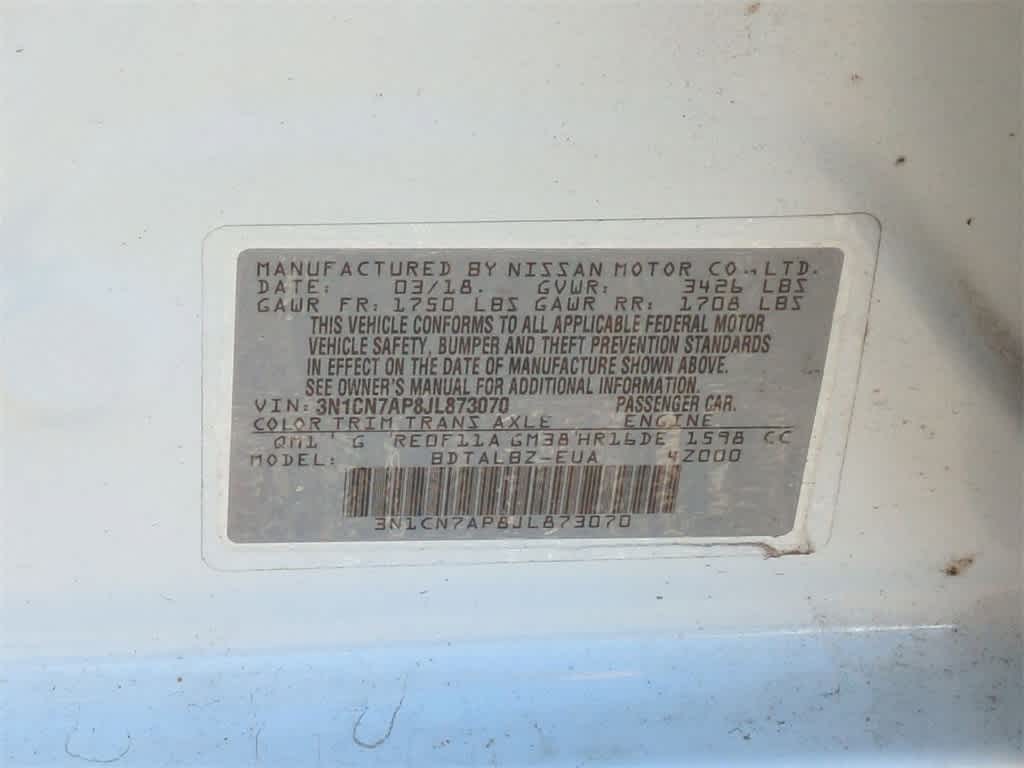 MANUFACTURED BY NISSAN MOTOR CO., LTD.
DATE: 03/18. GVWR: 3426 LBS
GAWR FR: 1750 LBS GAWR RR: 1708 LBS
THIS VEHICLE CONFORMS TO ALL APPLICABLE FEDERAL MOTOR
VEHICLE SAFETY, BUMPER AND THEFT PREVENTION STANDARDS
IN EFFECT ON THE DATE OF MANUFACTURE SHOWN ABOVE.
SEE OWNER'S MANUAL FOR ADDITIONAL INFORMATION.
VIN: 3N1CN7AP8JL873070 PASSENGER CAR.
COLOR TRIM TRANS AXLE ENGINE
QM1 G RE0F11A GM38 HR16DE 1598 CC
MODEL: BDTALBZ-EUA 4Z000
3N1CN7AP8JL873070